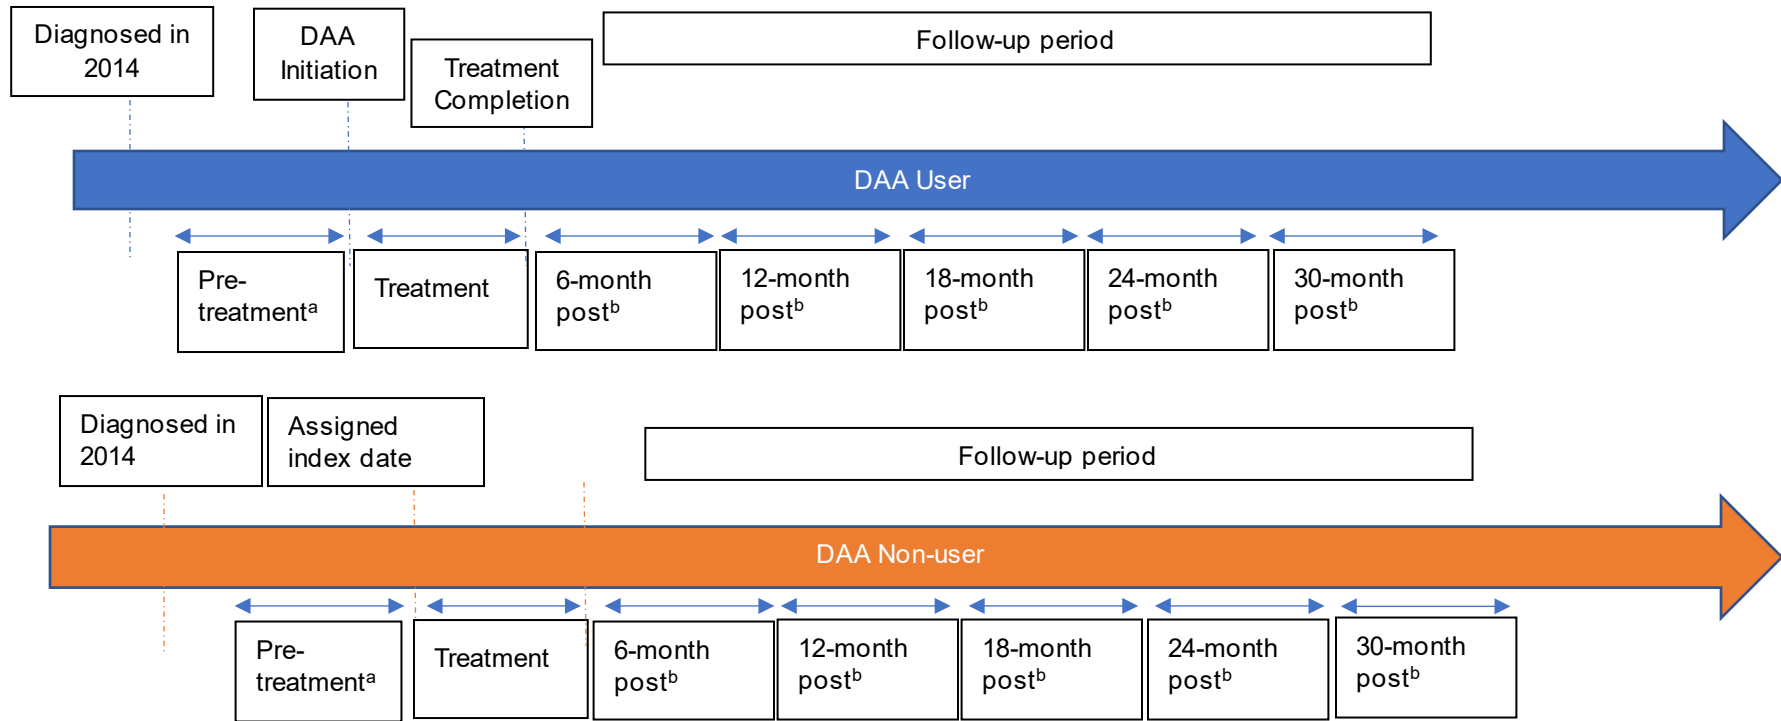 Diagnosed in
2014
DAA
Initiation
Treatment
Completion
Follow-up period
DAA User
Pre-
treatmentᵃ
Treatment
6-month
postᵇ
12-month
postᵇ
18-month
postᵇ
24-month
postᵇ
30-month
postᵇ
Diagnosed in
2014
Assigned
index date
Follow-up period
DAA Non-user
Pre-
treatmentᵃ
Treatment
6-month
postᵇ
12-month
postᵇ
18-month
postᵇ
24-month
postᵇ
30-month
postᵇ